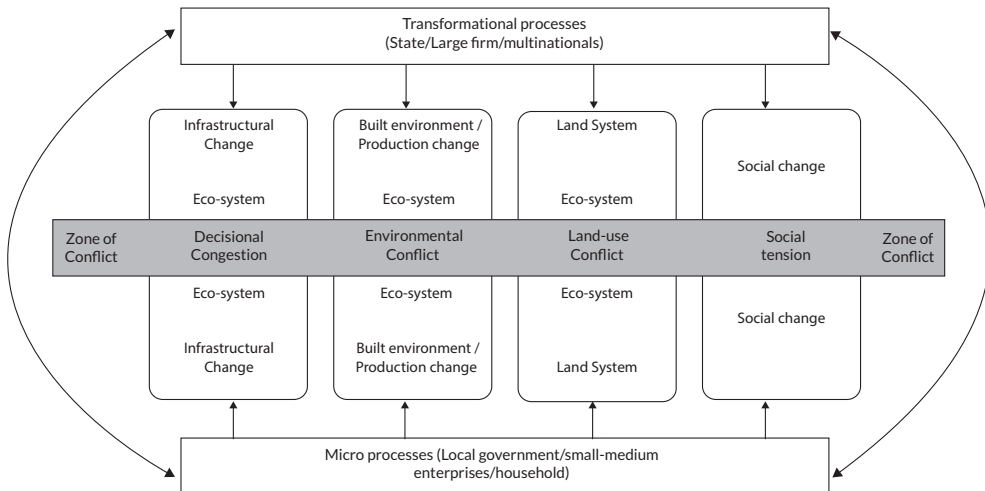 Transformational processes
(State/Large firm/multinationals)
Infrastructural
Change
Eco-system
Built environment /
Production change
Eco-system
Land System
Eco-system
Social change
Zone of
Conflict
Decisional
Congestion
Environmental
Conflict
Land-use
Conflict
Social
tension
Zone of
Conflict
Eco-system
Infrastructural
Change
Eco-system
Built environment /
Production change
Eco-system
Land System
Social change
Micro processes (Local government/small-medium
enterprises/household)